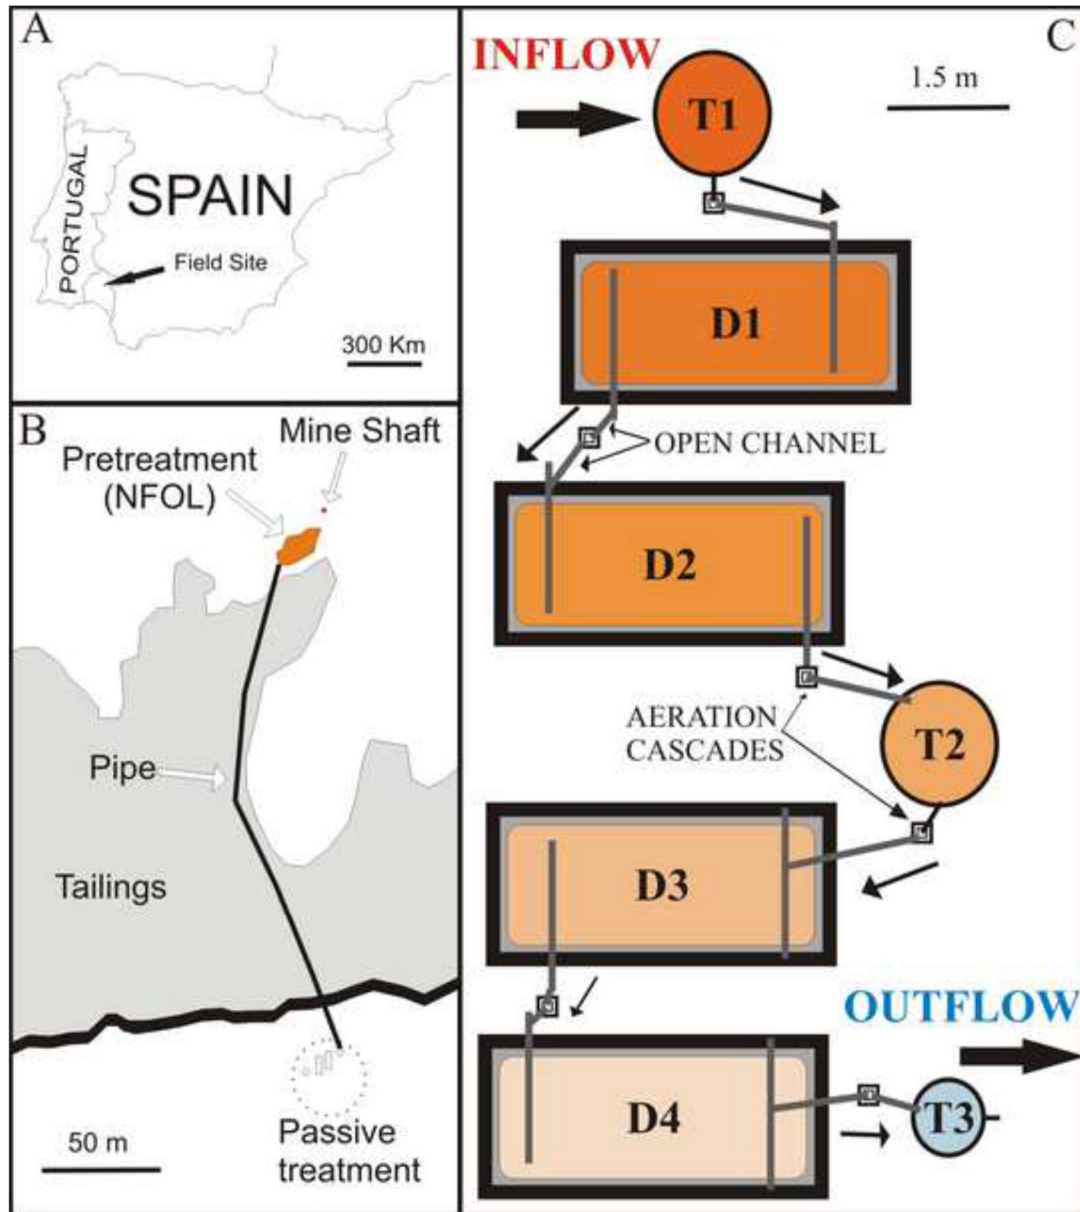 A
PORTUGAL
SPAIN
Field Site
300 Km
B
Mine Shaft
Pretreatment
(NFOL)
Pipe
Tailings
50 m
Passive
treatment
C
INFLOW
T1
1.5 m
D1
OPEN CHANNEL
D2
AERATION
CASCADES
T2
D3
OUTFLOW
D4
T3